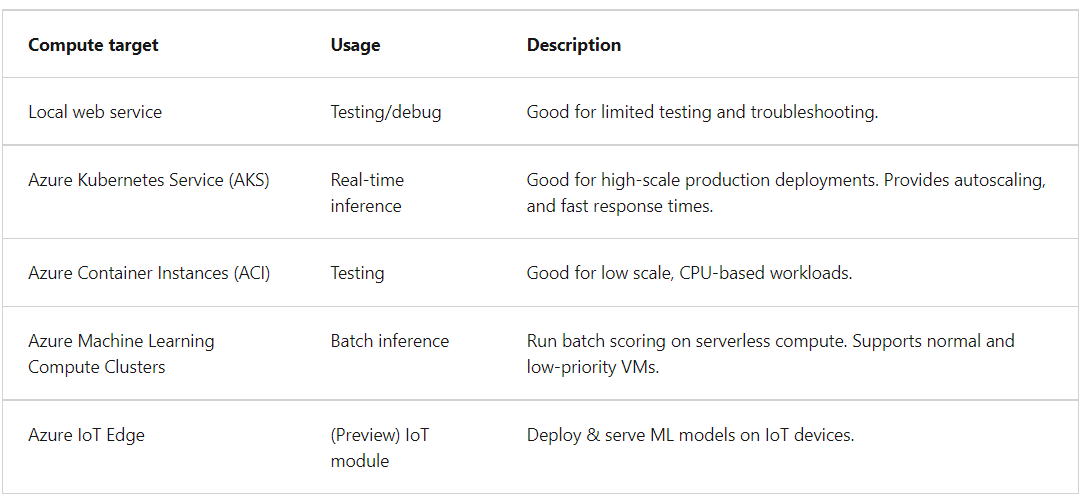 Compute target Usage Description
Local web service Testing/debug Good for limited testing and troubleshooting.
Azure Kubernetes Service (AKS) Real-time Good for high-scale production deployments. Provides autoscaling,
inference and fast response times.
Azure Container Instances (ACI) Testing Good for low scale, CPU-based workloads.
Azure Machine Learning Batch inference Run batch scoring on serverless compute. Supports normal and
Compute Clusters low-priority VMs.
Azure IoT Edge (Preview) IoT Deploy & serve ML models on IoT devices.
module